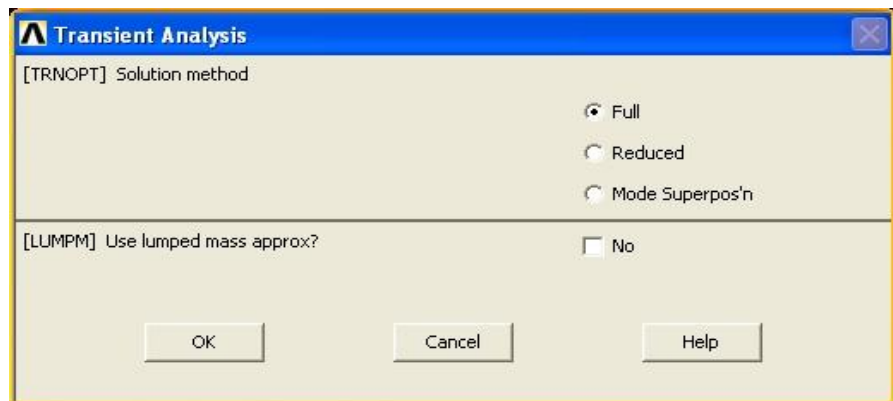 Transient Analysis
[TRNOPT] Solution method
Full
Reduced
Mode Superpos'n
[LUMPM] Use lumped mass approx?
No
OK
Cancel
Help